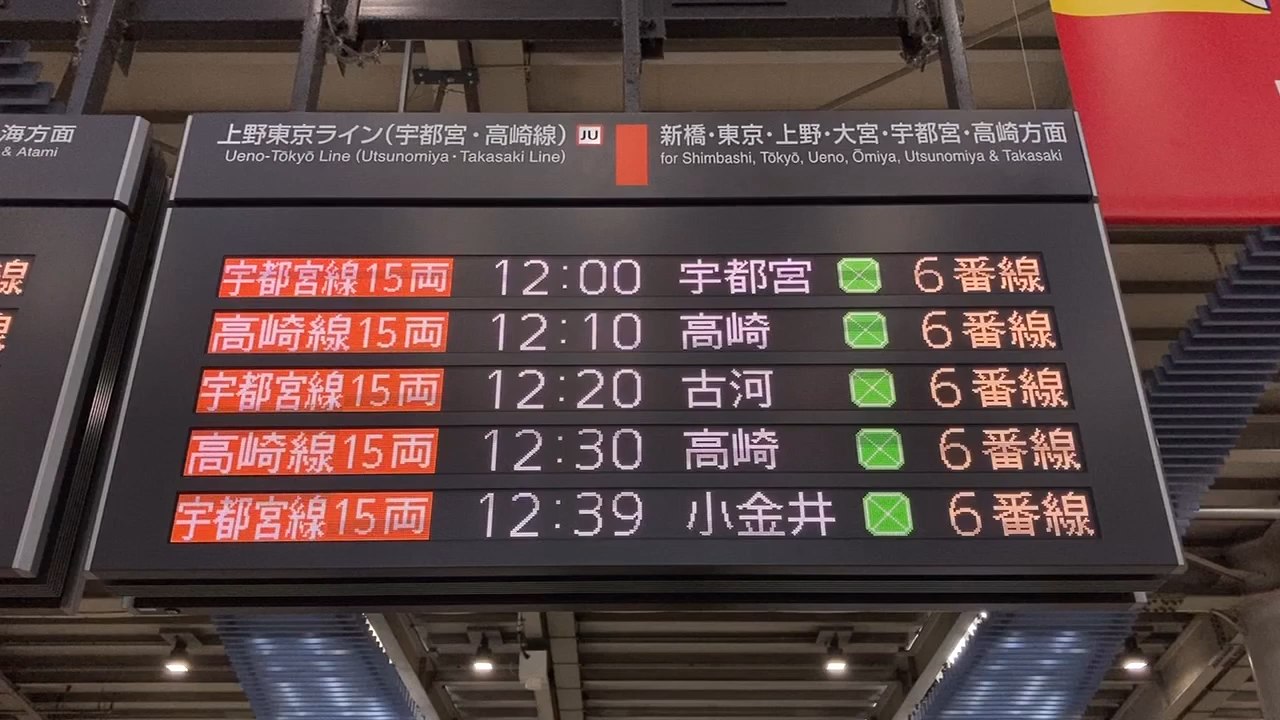 海方面
& Atami
線
線
上野東京ライン(宇都宮・高崎線) JU
Ueno-Tōkyō Line (Utsunomiya・Takasaki Line)
新橋・東京・上野・大宮・宇都宮・高崎方面
for Shimbashi, Tōkyō, Ueno, Ōmiya, Utsunomiya & Takasaki
宇都宮線15両 12:00 宇都宮 6番線
高崎線15両 12:10 高崎 6番線
宇都宮線15両 12:20 古河 6番線
高崎線15両 12:30 高崎 6番線
宇都宮線15両 12:39 小金井 6番線